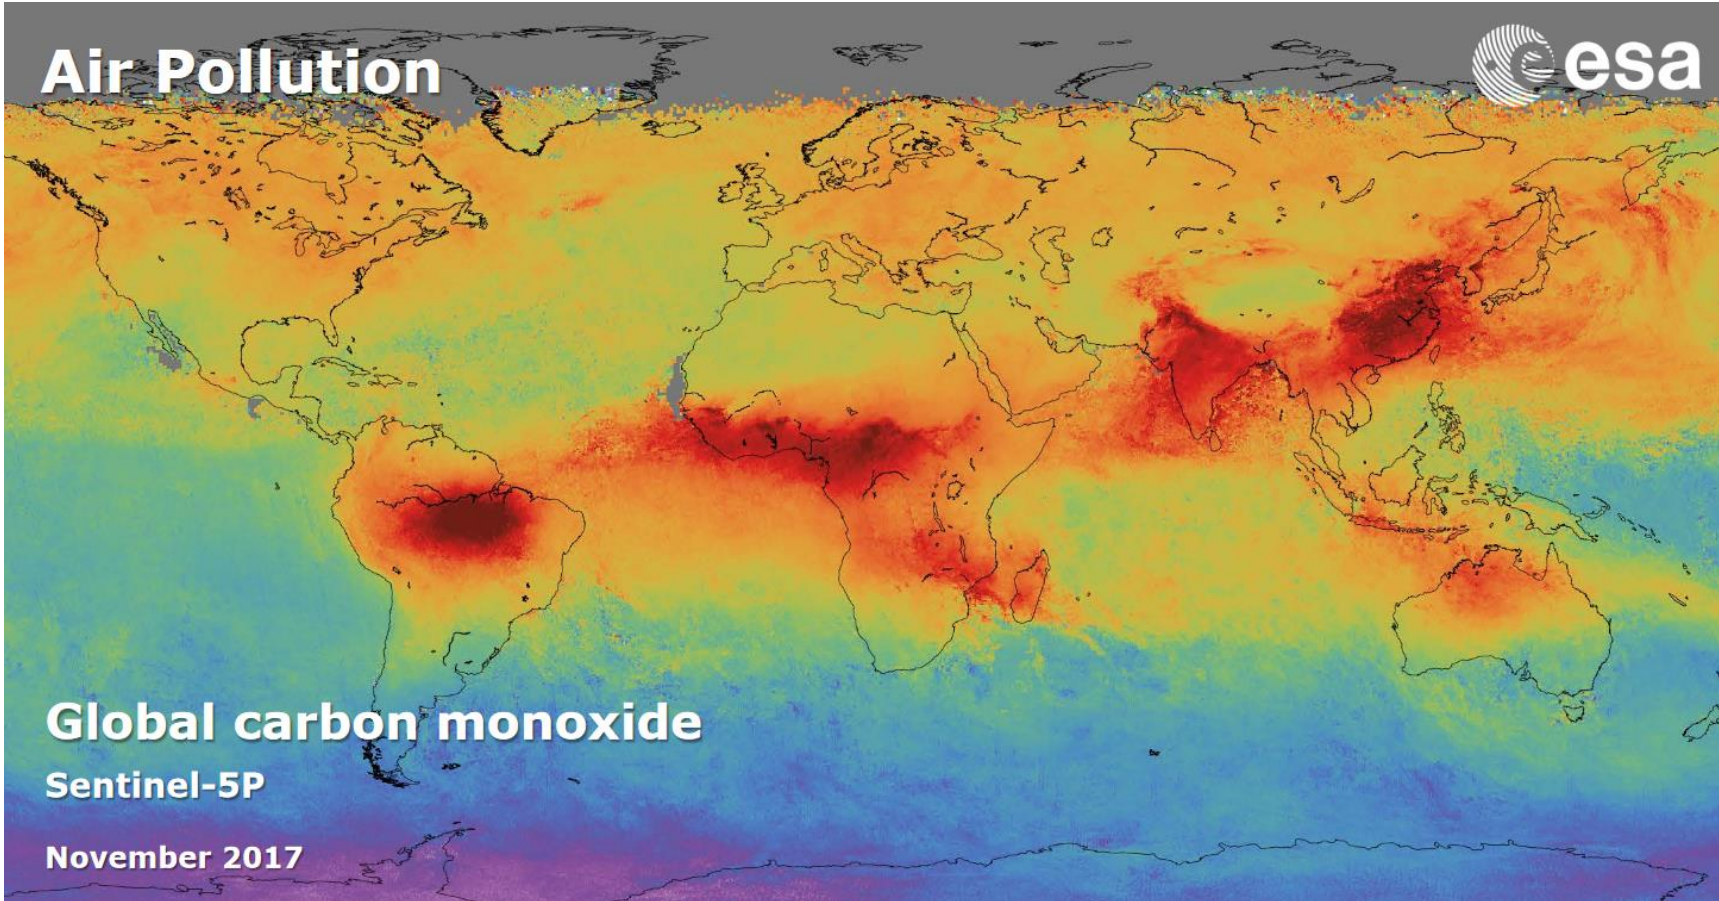 Air Pollution
esa
Global carbon monoxide
Sentinel-5P
November 2017